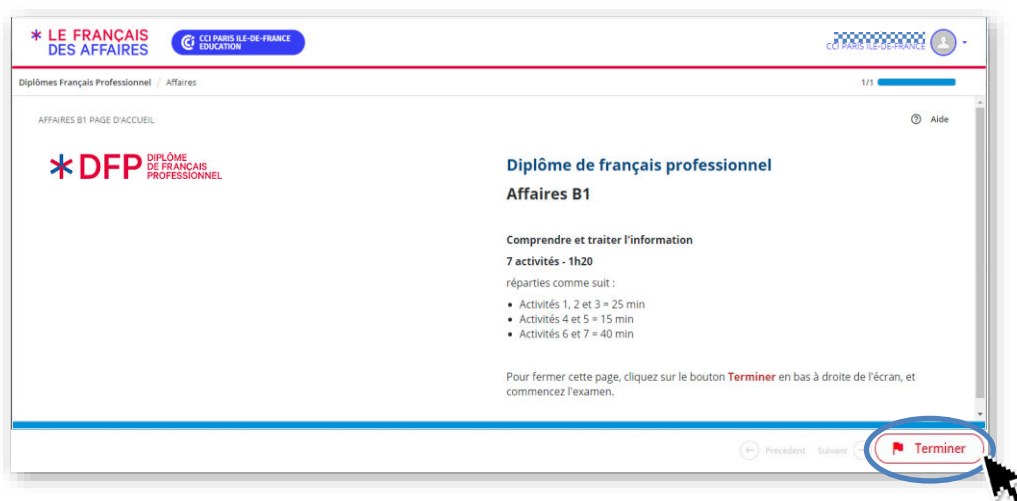 LE FRANÇAIS
DES AFFAIRES
CCI PARIS ILE-DE-FRANCE
EDUCATION
CCI PARIS ILE-DE-FRANCE
Diplômes Français Professionnel / Affaires
1/1
AFFAIRES B1 PAGE D'ACCUEIL
Aide
DFP DIPLÔME
DE FRANÇAIS
PROFESSIONNEL
Diplôme de français professionnel
Affaires B1
Comprendre et traiter l'information
7 activités - 1h20
réparties comme suit :
• Activités 1, 2 et 3 = 25 min
• Activités 4 et 5 = 15 min
• Activités 6 et 7 = 40 min
Pour fermer cette page, cliquez sur le bouton Terminer en bas à droite de l'écran, et
commencez l'examen.
Précédent Suivant Terminer